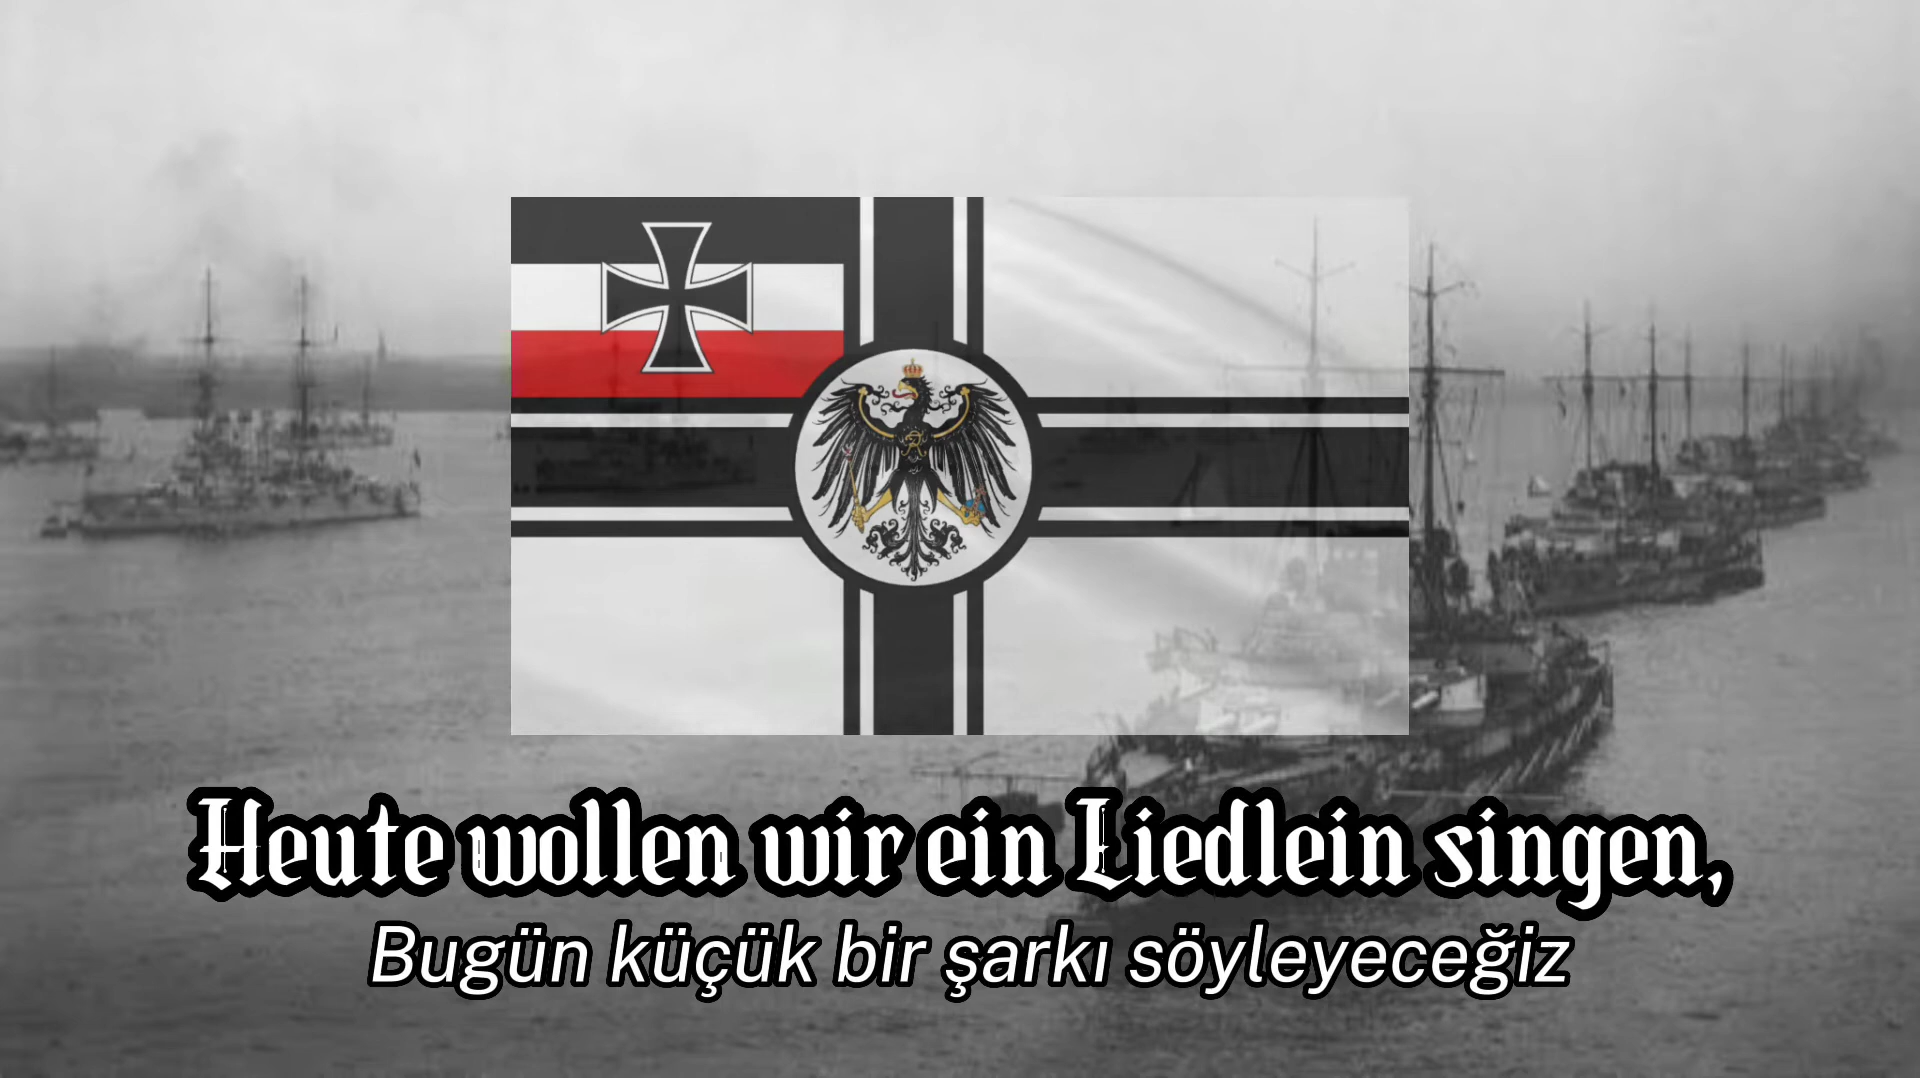 Heute wollen wir ein Liedlein singen,
Bugün küçük bir şarkı söyleyeceğiz